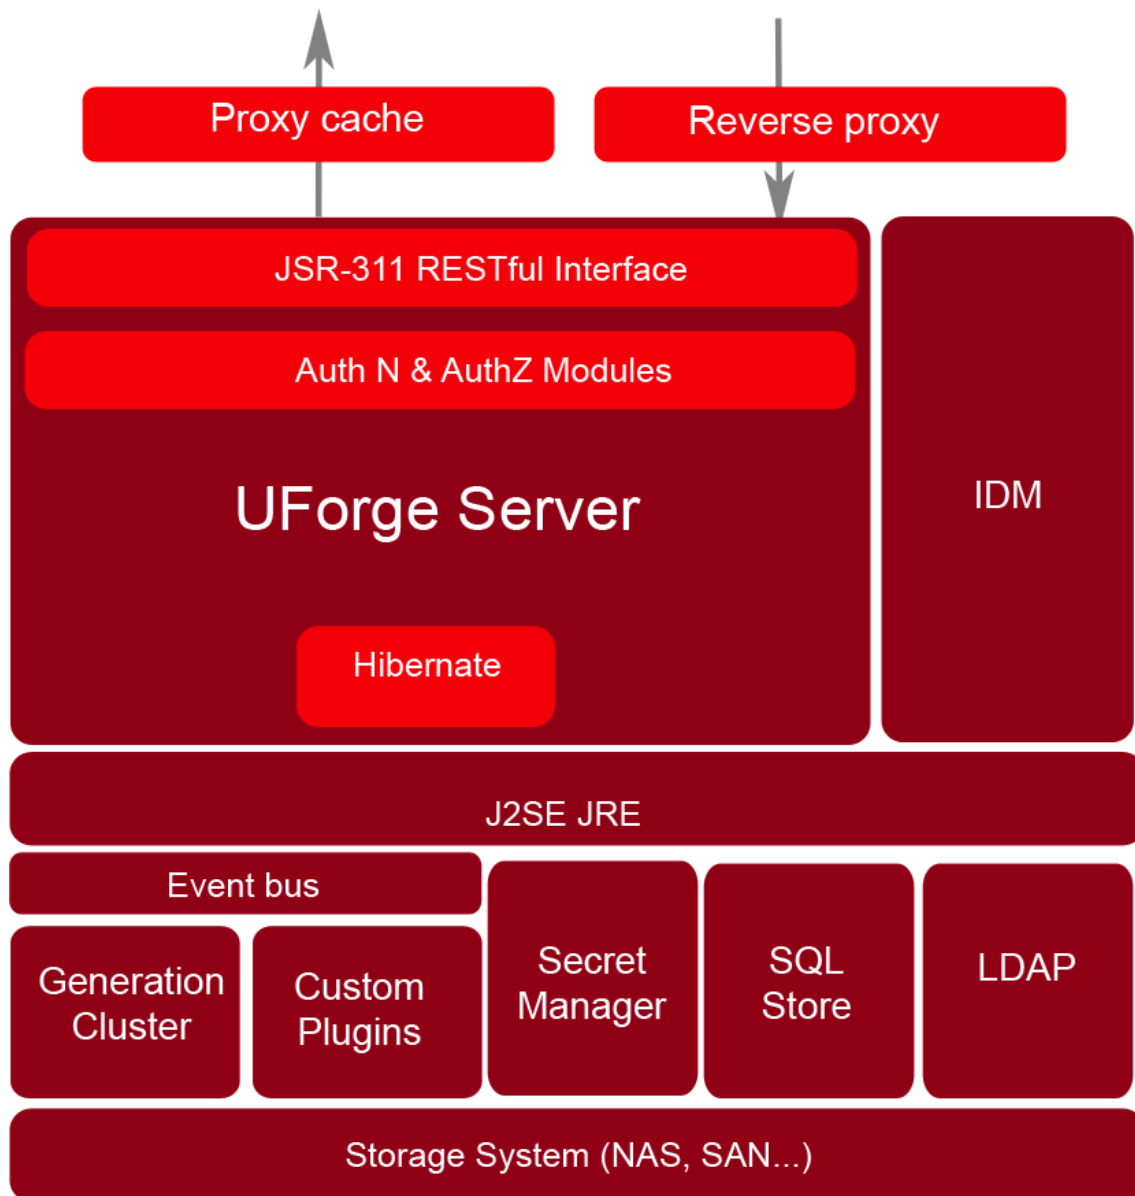 Proxy cache
Reverse proxy
JSR-311 RESTful Interface
Auth N & AuthZ Modules
UForge Server
IDM
Hibernate
J2SE JRE
Event bus
Generation
Cluster
Custom
Plugins
Secret
Manager
SQL
Store
LDAP
Storage System (NAS, SAN...)